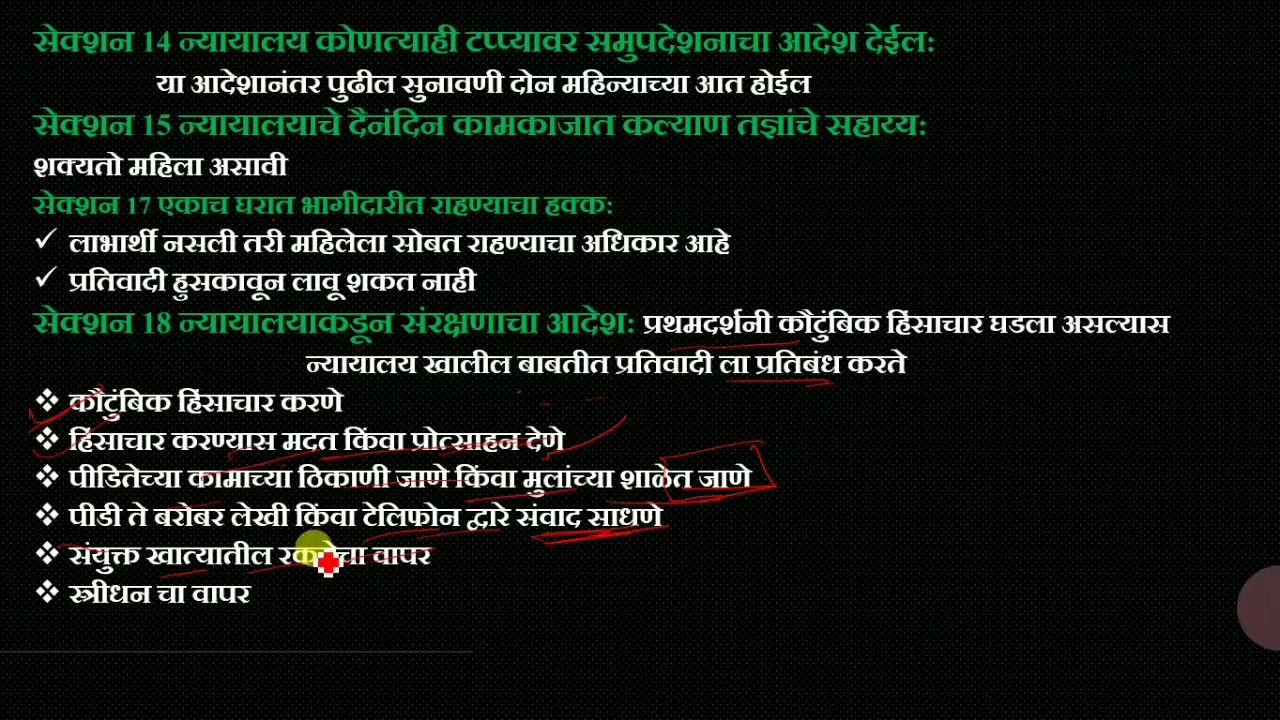 सेक्शन 14 न्यायालय कोणत्याही टप्प्यावर समुपदेशनाचा आदेश देईल:
या आदेशानंतर पुढील सुनावणी दोन महिन्याच्या आत होईल
सेक्शन 15 न्यायालयाचे दैनंदिन कामकाजात कल्याण तज्ञांचे सहाय्य:
शक्यतो महिला असावी
सेक्शन 17 एकाच घरात भागीदारीत राहण्याचा हक्क:
✓ लाभार्थी नसली तरी महिलेला सोबत राहण्याचा अधिकार आहे
✓ प्रतिवादी हुसकावून लावू शकत नाही
सेक्शन 18 न्यायालयाकडून संरक्षणाचा आदेश: प्रथमदर्शनी कौटुंबिक हिंसाचार घडला असल्यास
न्यायालय खालील बाबतीत प्रतिवादी ला प्रतिबंध करते
❖ कौटुंबिक हिंसाचार करणे
❖ हिंसाचार करण्यास मदत किंवा प्रोत्साहन देणे
❖ पीडितेच्या कामाच्या ठिकाणी जाणे किंवा मुलांच्या शाळेत जाणे
❖ पीडी ते बरोबर लेखी किंवा टेलिफोन द्वारे संवाद साधणे
❖ संयुक्त खात्यातील वापर
❖ स्त्रीधन चा वापर